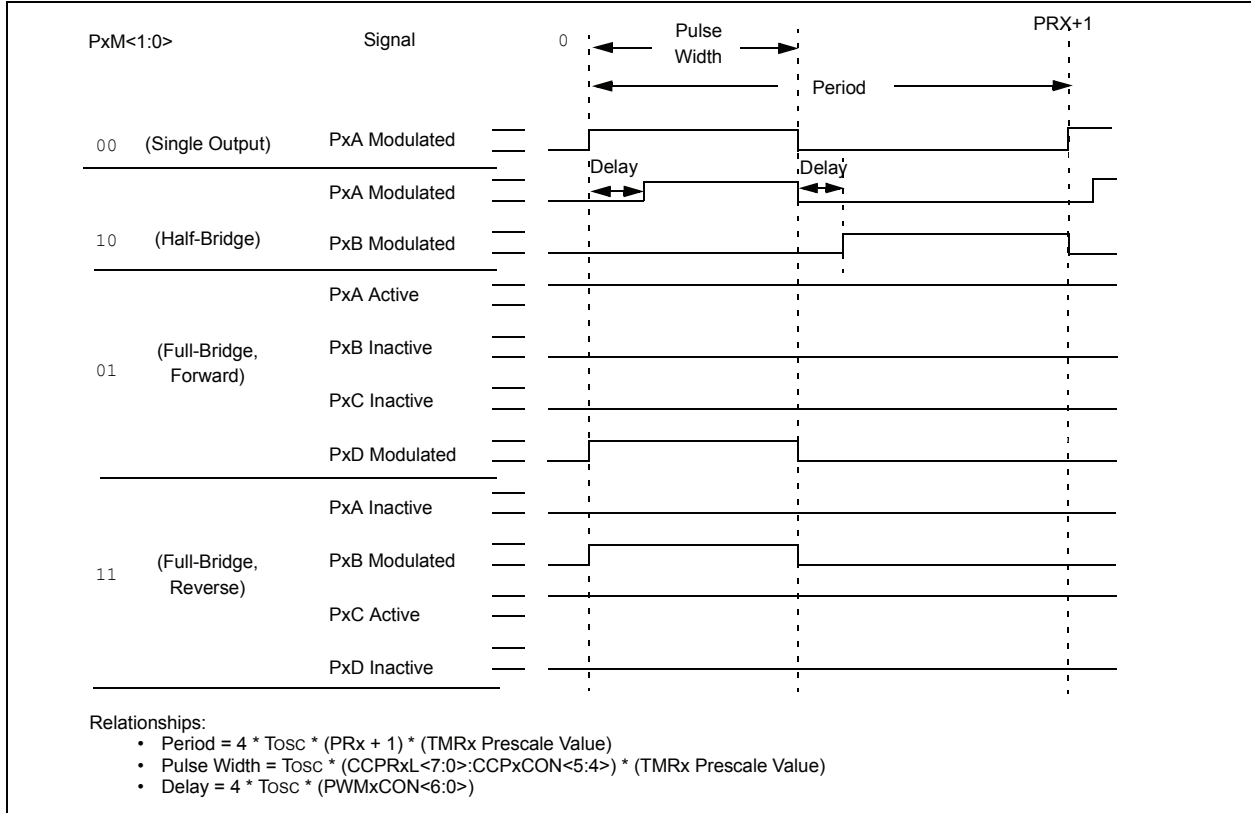 PxM<1:0>
Signal
0
Pulse
Width
PRX+1
Period
00
(Single Output)
PxA Modulated
Delay
Delay
PxA Modulated
10
(Half-Bridge)
PxB Modulated
PxA Active
01
(Full-Bridge,
Forward)
PxB Inactive
PxC Inactive
PxD Modulated
PxA Inactive
11
(Full-Bridge,
Reverse)
PxB Modulated
PxC Active
PxD Inactive
Relationships:
• Period = 4 * TOSC * (PRx + 1) * (TMRx Prescale Value)
• Pulse Width = TOSC * (CCPRxL<7:0>:CCPxCON<5:4>) * (TMRx Prescale Value)
• Delay = 4 * TOSC * (PWMxCON<6:0>)